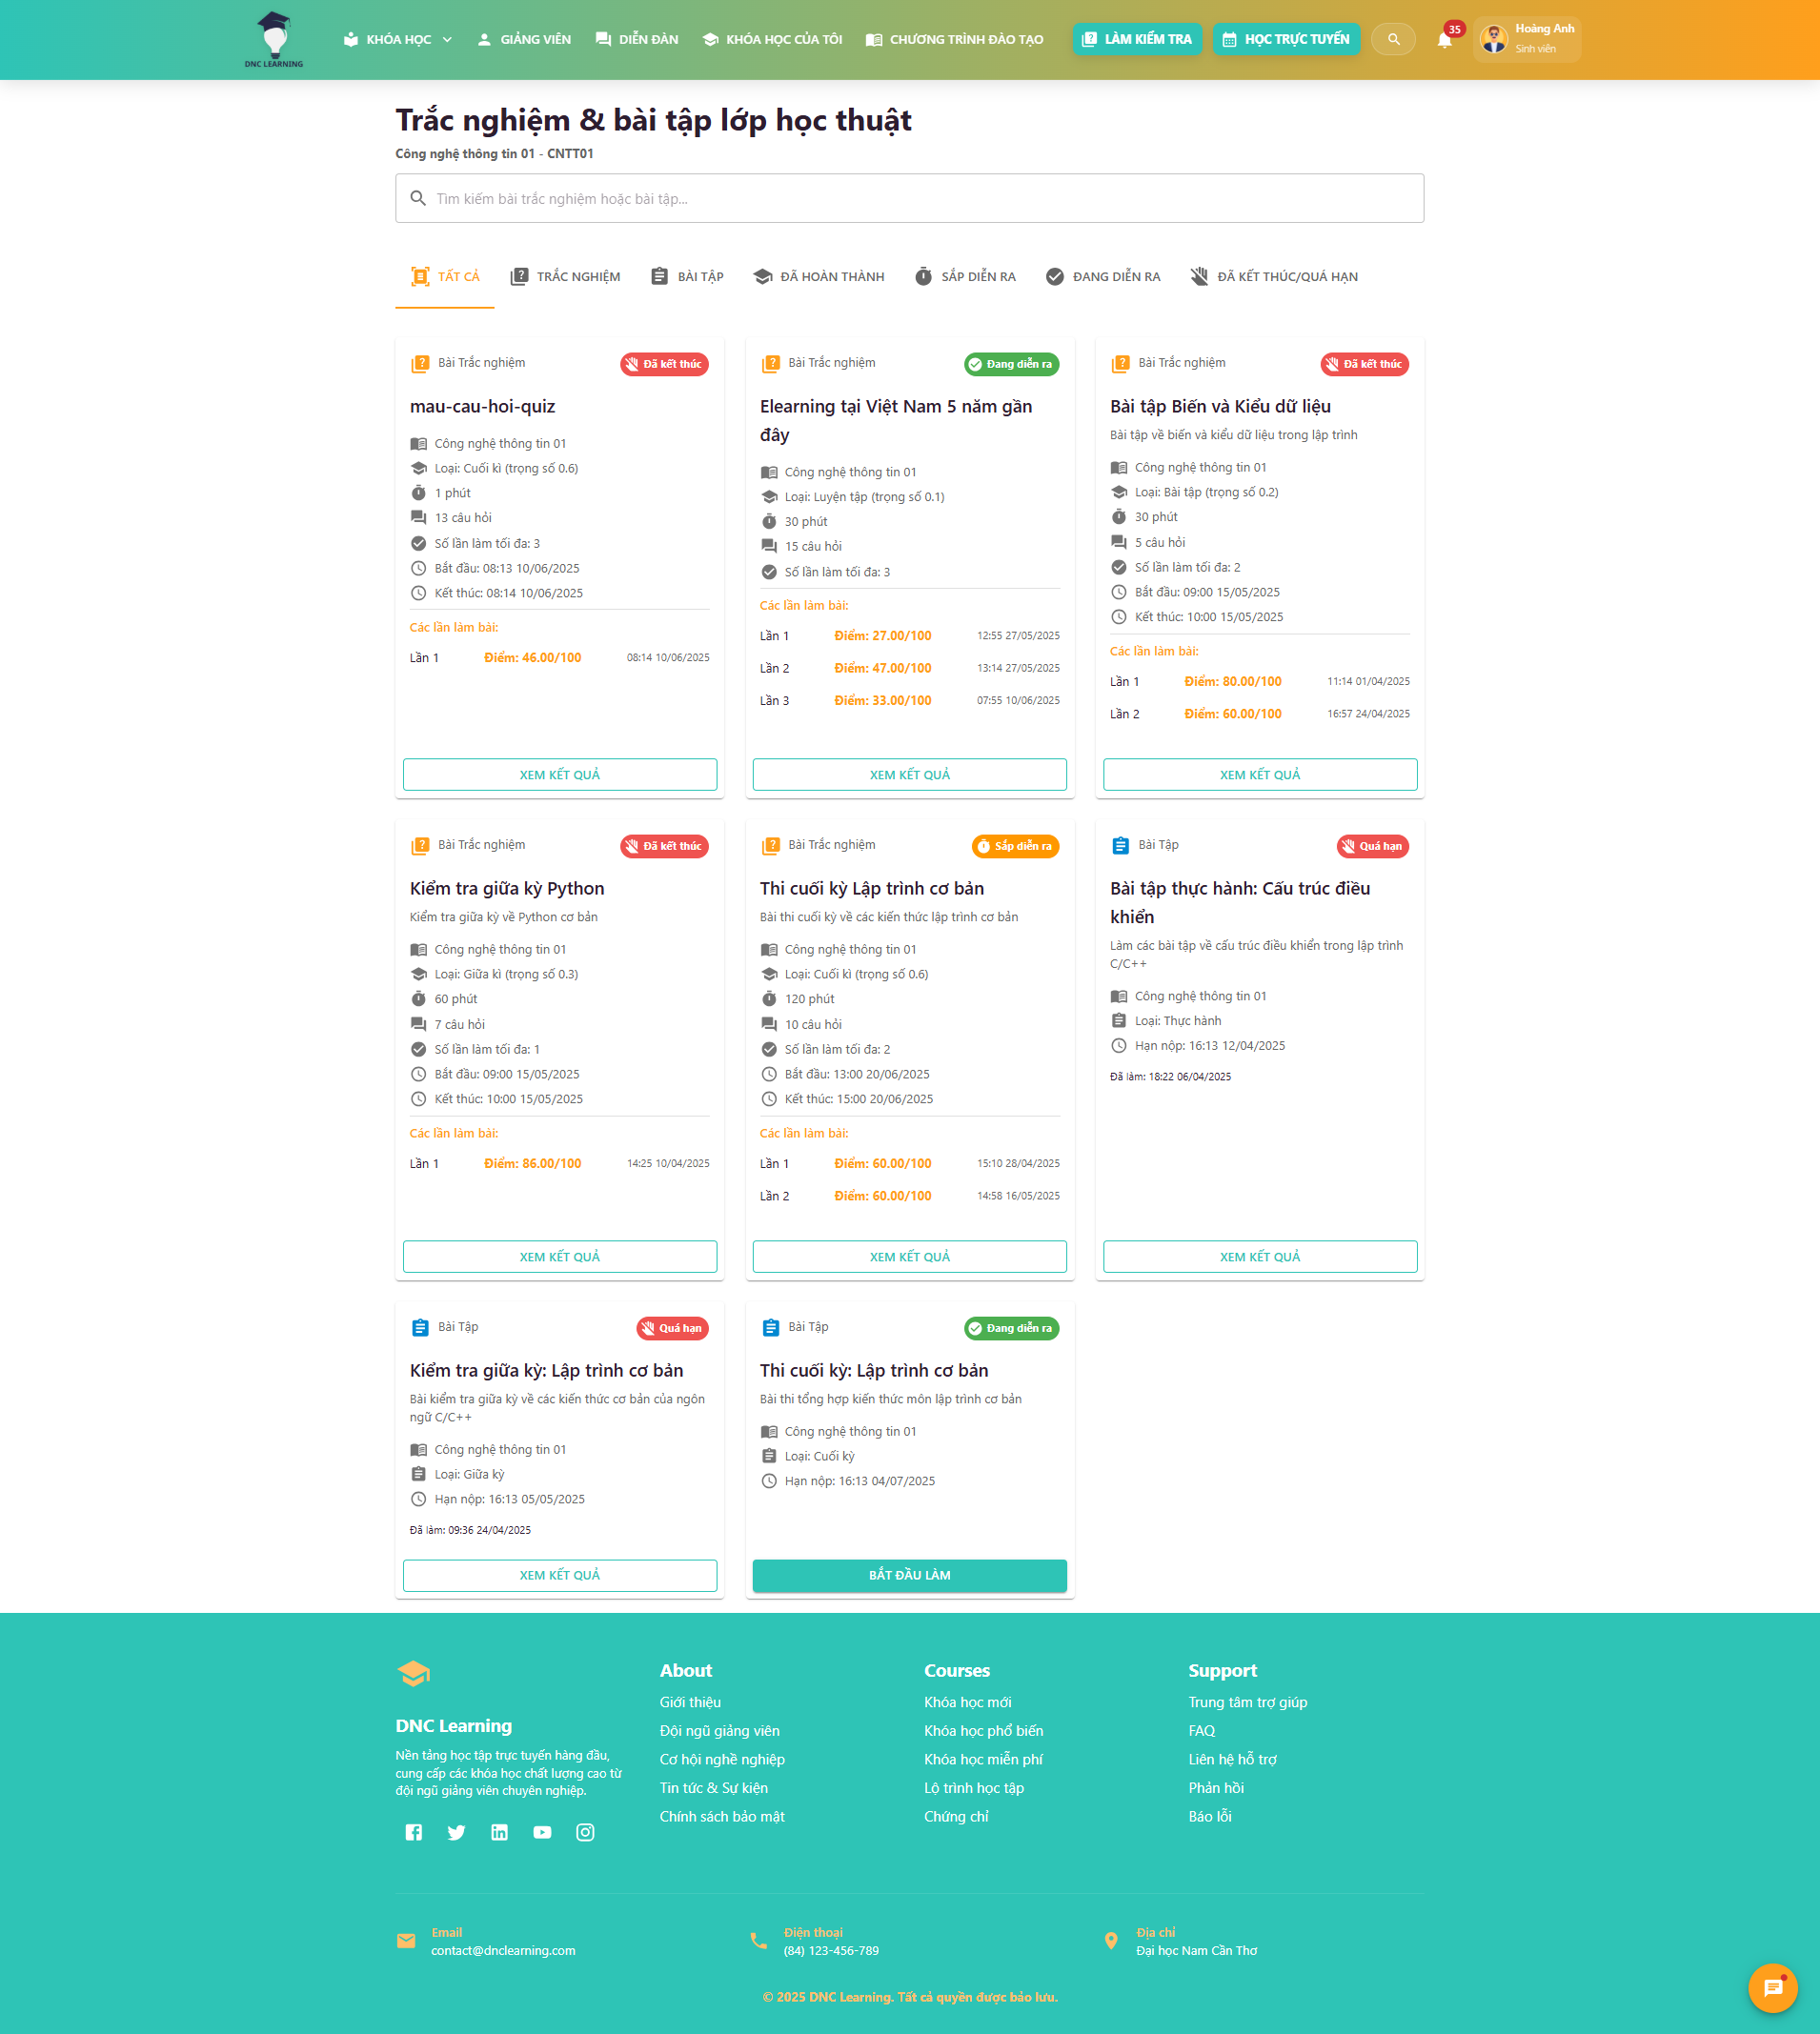 DNC LEARNING
KHÓA HỌC
GIẢNG VIÊN
DIỄN ĐÀN
KHÓA HỌC CỦA TÔI
CHƯƠNG TRÌNH ĐÀO TẠO
LÀM KIỂM TRA
HỌC TRỰC TUYẾN
35
Hoàng Anh
Sinh viên
Trắc nghiệm & bài tập lớp học thuật
Công nghệ thông tin 01 - CNTT01
Tìm kiếm bài trắc nghiệm hoặc bài tập...
TẤT CẢ
TRẮC NGHIỆM
BÀI TẬP
ĐÃ HOÀN THÀNH
SẮP DIỄN RA
ĐANG DIỄN RA
ĐÃ KẾT THÚC/QUÁ HẠN
Bài Trắc nghiệm
Đã kết thúc
mau-cau-hoi-quiz
Công nghệ thông tin 01
Loại: Cuối kì (trọng số 0.6)
1 phút
13 câu hỏi
Số lần làm tối đa: 3
Bắt đầu: 08:13 10/06/2025
Kết thúc: 08:14 10/06/2025
Các lần làm bài:
Lần 1 Điểm: 46.00/100 08:14 10/06/2025
XEM KẾT QUẢ
Bài Trắc nghiệm
Đang diễn ra
Elearning tại Việt Nam 5 năm gần
đây
Công nghệ thông tin 01
Loại: Luyện tập (trọng số 0.1)
30 phút
15 câu hỏi
Số lần làm tối đa: 3
Các lần làm bài:
Lần 1 Điểm: 27.00/100 12:55 27/05/2025
Lần 2 Điểm: 47.00/100 13:14 27/05/2025
Lần 3 Điểm: 33.00/100 07:55 10/06/2025
XEM KẾT QUẢ
Bài Trắc nghiệm
Đã kết thúc
Bài tập Biến và Kiểu dữ liệu
Bài tập về biến và kiểu dữ liệu trong lập trình
Công nghệ thông tin 01
Loại: Bài tập (trọng số 0.2)
30 phút
5 câu hỏi
Số lần làm tối đa: 2
Bắt đầu: 09:00 15/05/2025
Kết thúc: 10:00 15/05/2025
Các lần làm bài:
Lần 1 Điểm: 80.00/100 11:14 01/04/2025
Lần 2 Điểm: 60.00/100 16:57 24/04/2025
XEM KẾT QUẢ
Bài Trắc nghiệm
Đã kết thúc
Kiểm tra giữa kỳ Python
Kiểm tra giữa kỳ về Python cơ bản
Công nghệ thông tin 01
Loại: Giữa kì (trọng số 0.3)
60 phút
7 câu hỏi
Số lần làm tối đa: 1
Bắt đầu: 09:00 15/05/2025
Kết thúc: 10:00 15/05/2025
Các lần làm bài:
Lần 1 Điểm: 86.00/100 14:25 10/04/2025
XEM KẾT QUẢ
Bài Trắc nghiệm
Sắp diễn ra
Thi cuối kỳ Lập trình cơ bản
Bài thi cuối kỳ về các kiến thức lập trình cơ bản
Công nghệ thông tin 01
Loại: Cuối kì (trọng số 0.6)
120 phút
10 câu hỏi
Số lần làm tối đa: 2
Bắt đầu: 13:00 20/06/2025
Kết thúc: 15:00 20/06/2025
Các lần làm bài:
Lần 1 Điểm: 60.00/100 15:10 28/04/2025
Lần 2 Điểm: 60.00/100 14:58 16/05/2025
XEM KẾT QUẢ
Bài Tập
Quá hạn
Bài tập thực hành: Cấu trúc điều
khiển
Làm các bài tập về cấu trúc điều khiển trong lập trình
C/C++
Công nghệ thông tin 01
Loại: Thực hành
Hạn nộp: 16:13 12/04/2025
Đã làm: 18:22 06/04/2025
XEM KẾT QUẢ
Bài Tập
Quá hạn
Kiểm tra giữa kỳ: Lập trình cơ bản
Bài kiểm tra giữa kỳ về các kiến thức cơ bản của ngôn
ngữ C/C++
Công nghệ thông tin 01
Loại: Giữa kỳ
Hạn nộp: 16:13 05/05/2025
Đã làm: 09:36 24/04/2025
XEM KẾT QUẢ
Bài Tập
Đang diễn ra
Thi cuối kỳ: Lập trình cơ bản
Bài thi tổng hợp kiến thức môn lập trình cơ bản
Công nghệ thông tin 01
Loại: Cuối kỳ
Hạn nộp: 16:13 04/07/2025
BẮT ĐẦU LÀM
DNC Learning
Nền tảng học tập trực tuyến hàng đầu,
cung cấp các khóa học chất lượng cao từ
đội ngũ giảng viên chuyên nghiệp.
About
Giới thiệu
Đội ngũ giảng viên
Cơ hội nghề nghiệp
Tin tức & Sự kiện
Chính sách bảo mật
Courses
Khóa học mới
Khóa học phổ biến
Khóa học miễn phí
Lộ trình học tập
Chứng chỉ
Support
Trung tâm trợ giúp
FAQ
Liên hệ hỗ trợ
Phản hồi
Báo lỗi
Email
contact@dnclearning.com
Điện thoại
(84) 123-456-789
Địa chỉ
Đại học Nam Cần Thơ
© 2025 DNC Learning. Tất cả quyền được bảo lưu.